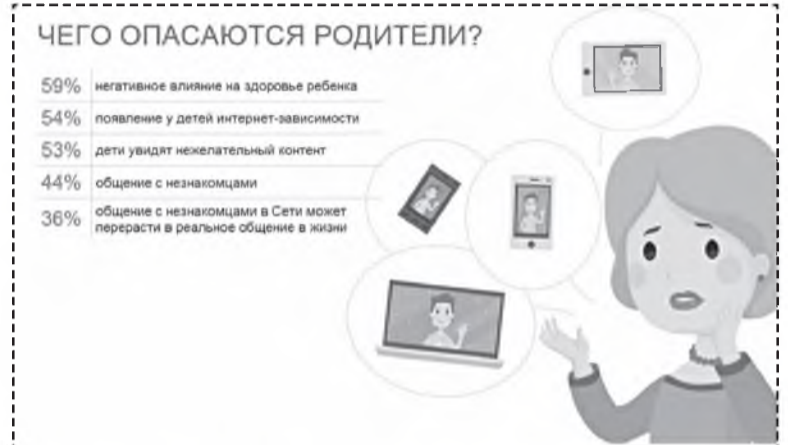 ЧЕГО ОПАСАЮТСЯ РОДИТЕЛИ?
59% негативное влияние на здоровье ребенка
54% появление у детей интернет-зависимости
53% дети увидят нежелательный контент
44% общение с незнакомцами
36% общение с незнакомцами в Сети может
перерасти в реальное общение в жизни